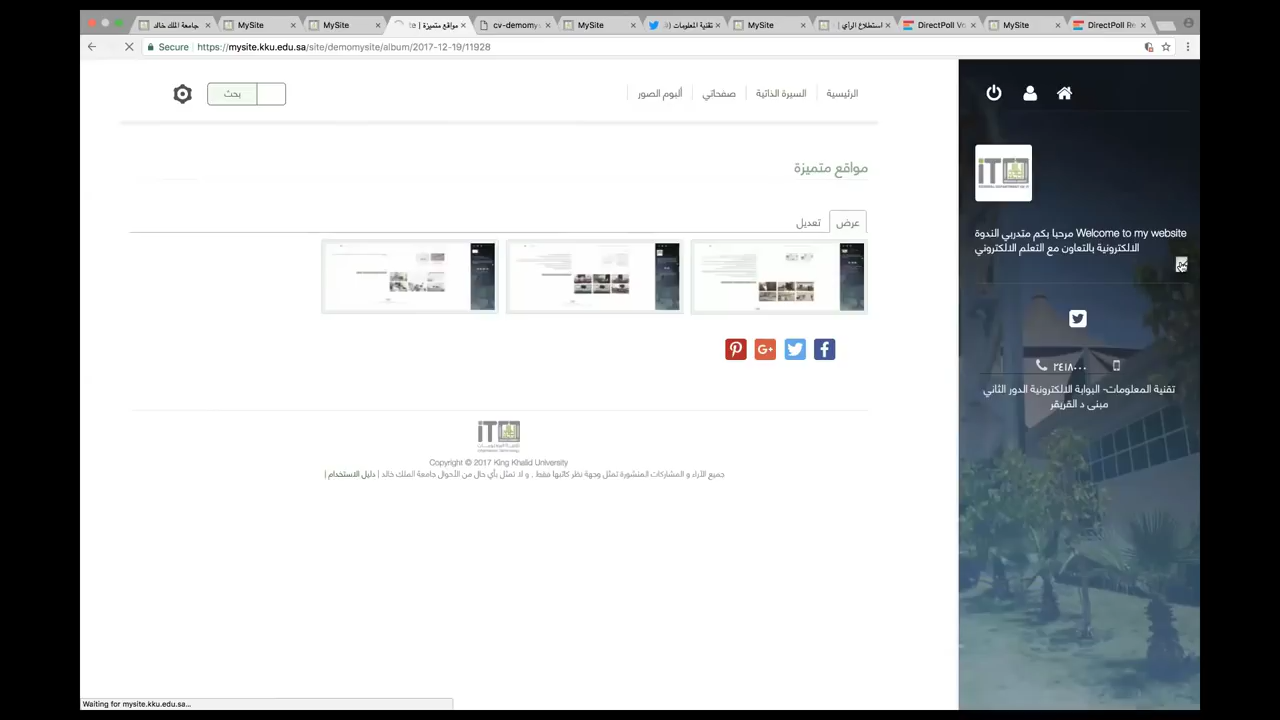 جامعة الملك خالد
MySite
MySite
مواقع متميزة | te
cv-demomy
MySite
تقنية المعلومات
MySite
استطلاع الرأي |
DirectPoll
MySite
DirectPoll
Secure https://mysite.kku.edu.sa/site/demomysite/album/2017-12-19/11928
الرئيسية
السيرة الذاتية
صفحاتي
ألبوم الصور
بحث
مواقع متميزة
عرض
تعديل
Copyright © 2017 King Khalid University
جميع الآراء و المشاركات المنشورة تمثل وجهة نظر كاتبها فقط , و لا تمثل بأي حال من الأحوال جامعة الملك خالد | دليل الاستخدام |
iT
Welcome to my website مرحبا بكم متدربي الندوة
الالكترونية بالتعاون مع التعلم الالكتروني
٢٤١٨٠٠٠
تقنية المعلومات- البوابة الالكترونية الدور الثاني
مبنى د القريقر
Waiting for mysite.kku.edu.sa...